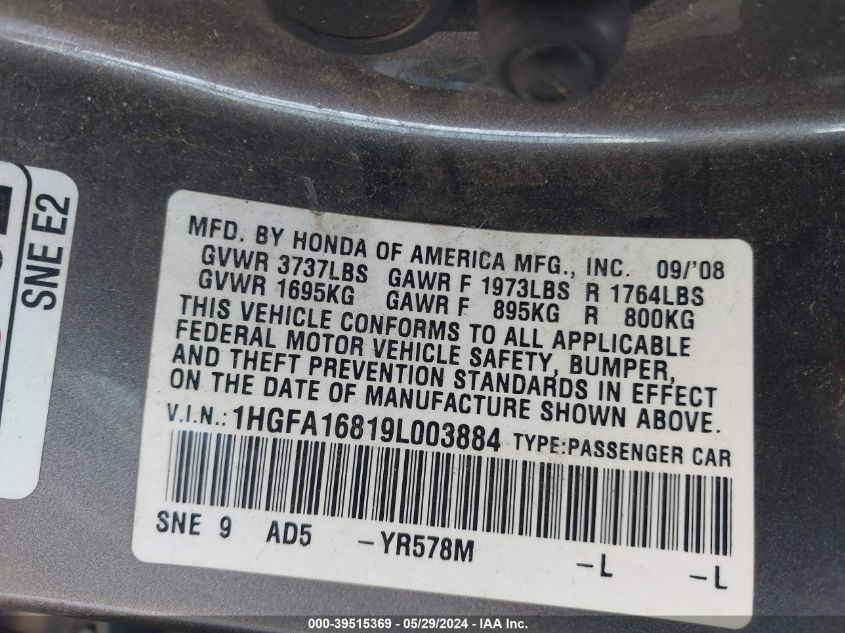 SNE E2
MFD. BY HONDA OF AMERICA MFG., INC. 09/'08
GVWR 3737LBS GAWR F 1973LBS R 1764LBS
GVWR 1695KG GAWR F 895KG R 800KG
THIS VEHICLE CONFORMS TO ALL APPLICABLE
FEDERAL MOTOR VEHICLE SAFETY, BUMPER,
AND THEFT PREVENTION STANDARDS IN EFFECT
ON THE DATE OF MANUFACTURE SHOWN ABOVE.
V.I.N.: 1HGFA16819L003884 TYPE:PASSENGER CAR
SNE 9 AD5 -YR578M -L -L
000-39515369 - 05/29/2024 - IAA Inc.